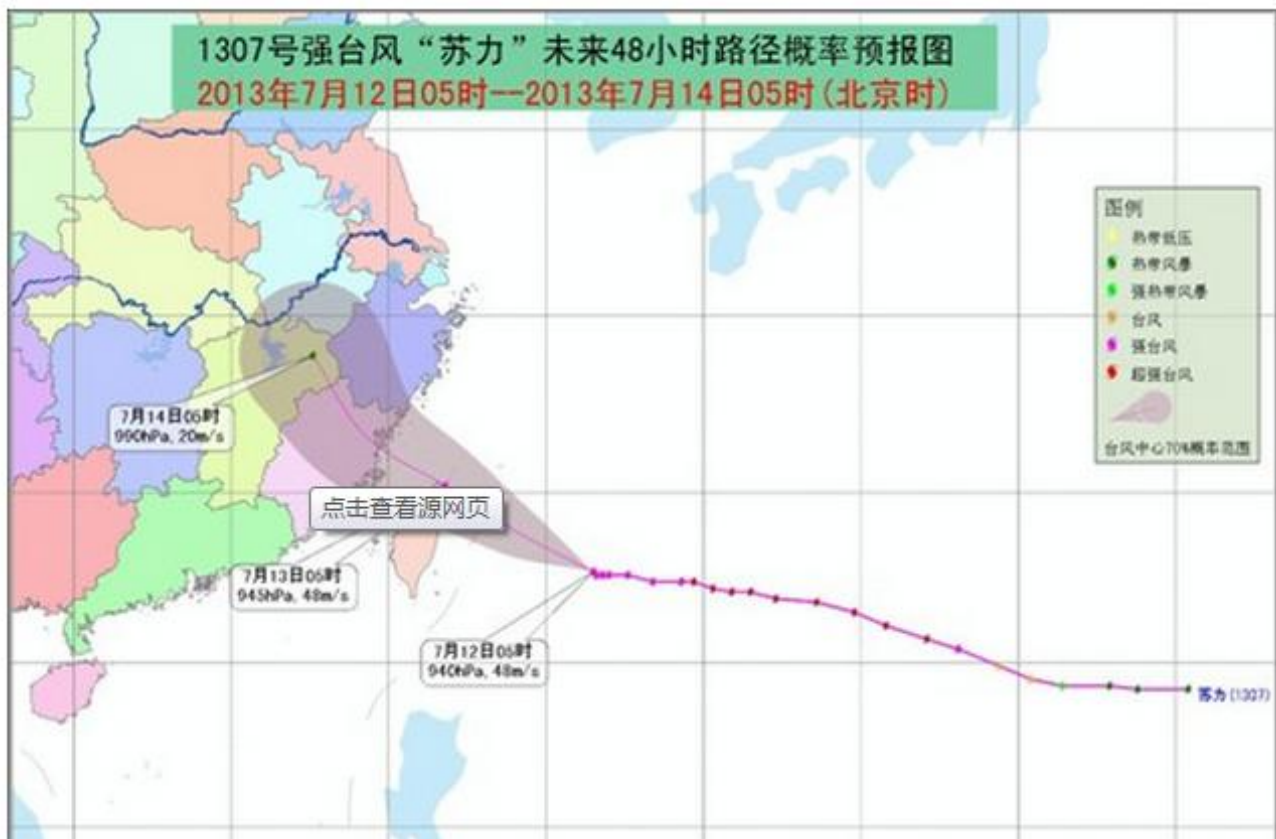 1307号强台风“苏力”未来48小时路径概率预报图
2013年7月12日05时--2013年7月14日05时(北京时)
图例
热带低压
热带风暴
强热带风暴
台风
强台风
超强台风
台风中心70%概率范围
7月14日05时
990hPa,20m/s
点击查看源网页
7月13日05时
945hPa,48m/s
7月12日05时
940hPa,48m/s
苏力(1307)